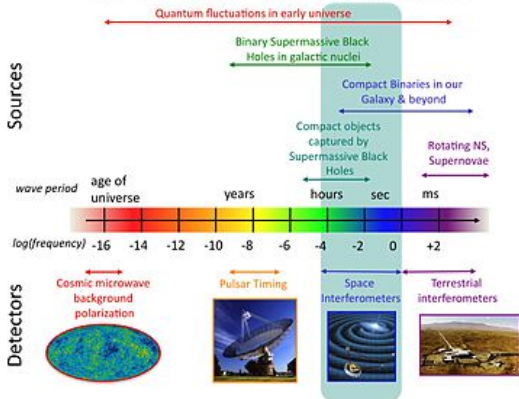 Quantum fluctuations in early universe
Binary Supermassive Black
Holes in galactic nuclei
Compact Binaries in our
Galaxy & beyond
Compact objects
captured by
Supermassive Black
Holes
Rotating NS,
Supernovae
Sources
wave period
age of
universe
years
hours
sec
ms
log(frequency)
-16 -14 -12 -10 -8 -6 -4 -2 0 +2
Detectors
Cosmic microwave
background
polarization
Pulsar Timing
Space
Interferometers
Terrestrial
interferometers